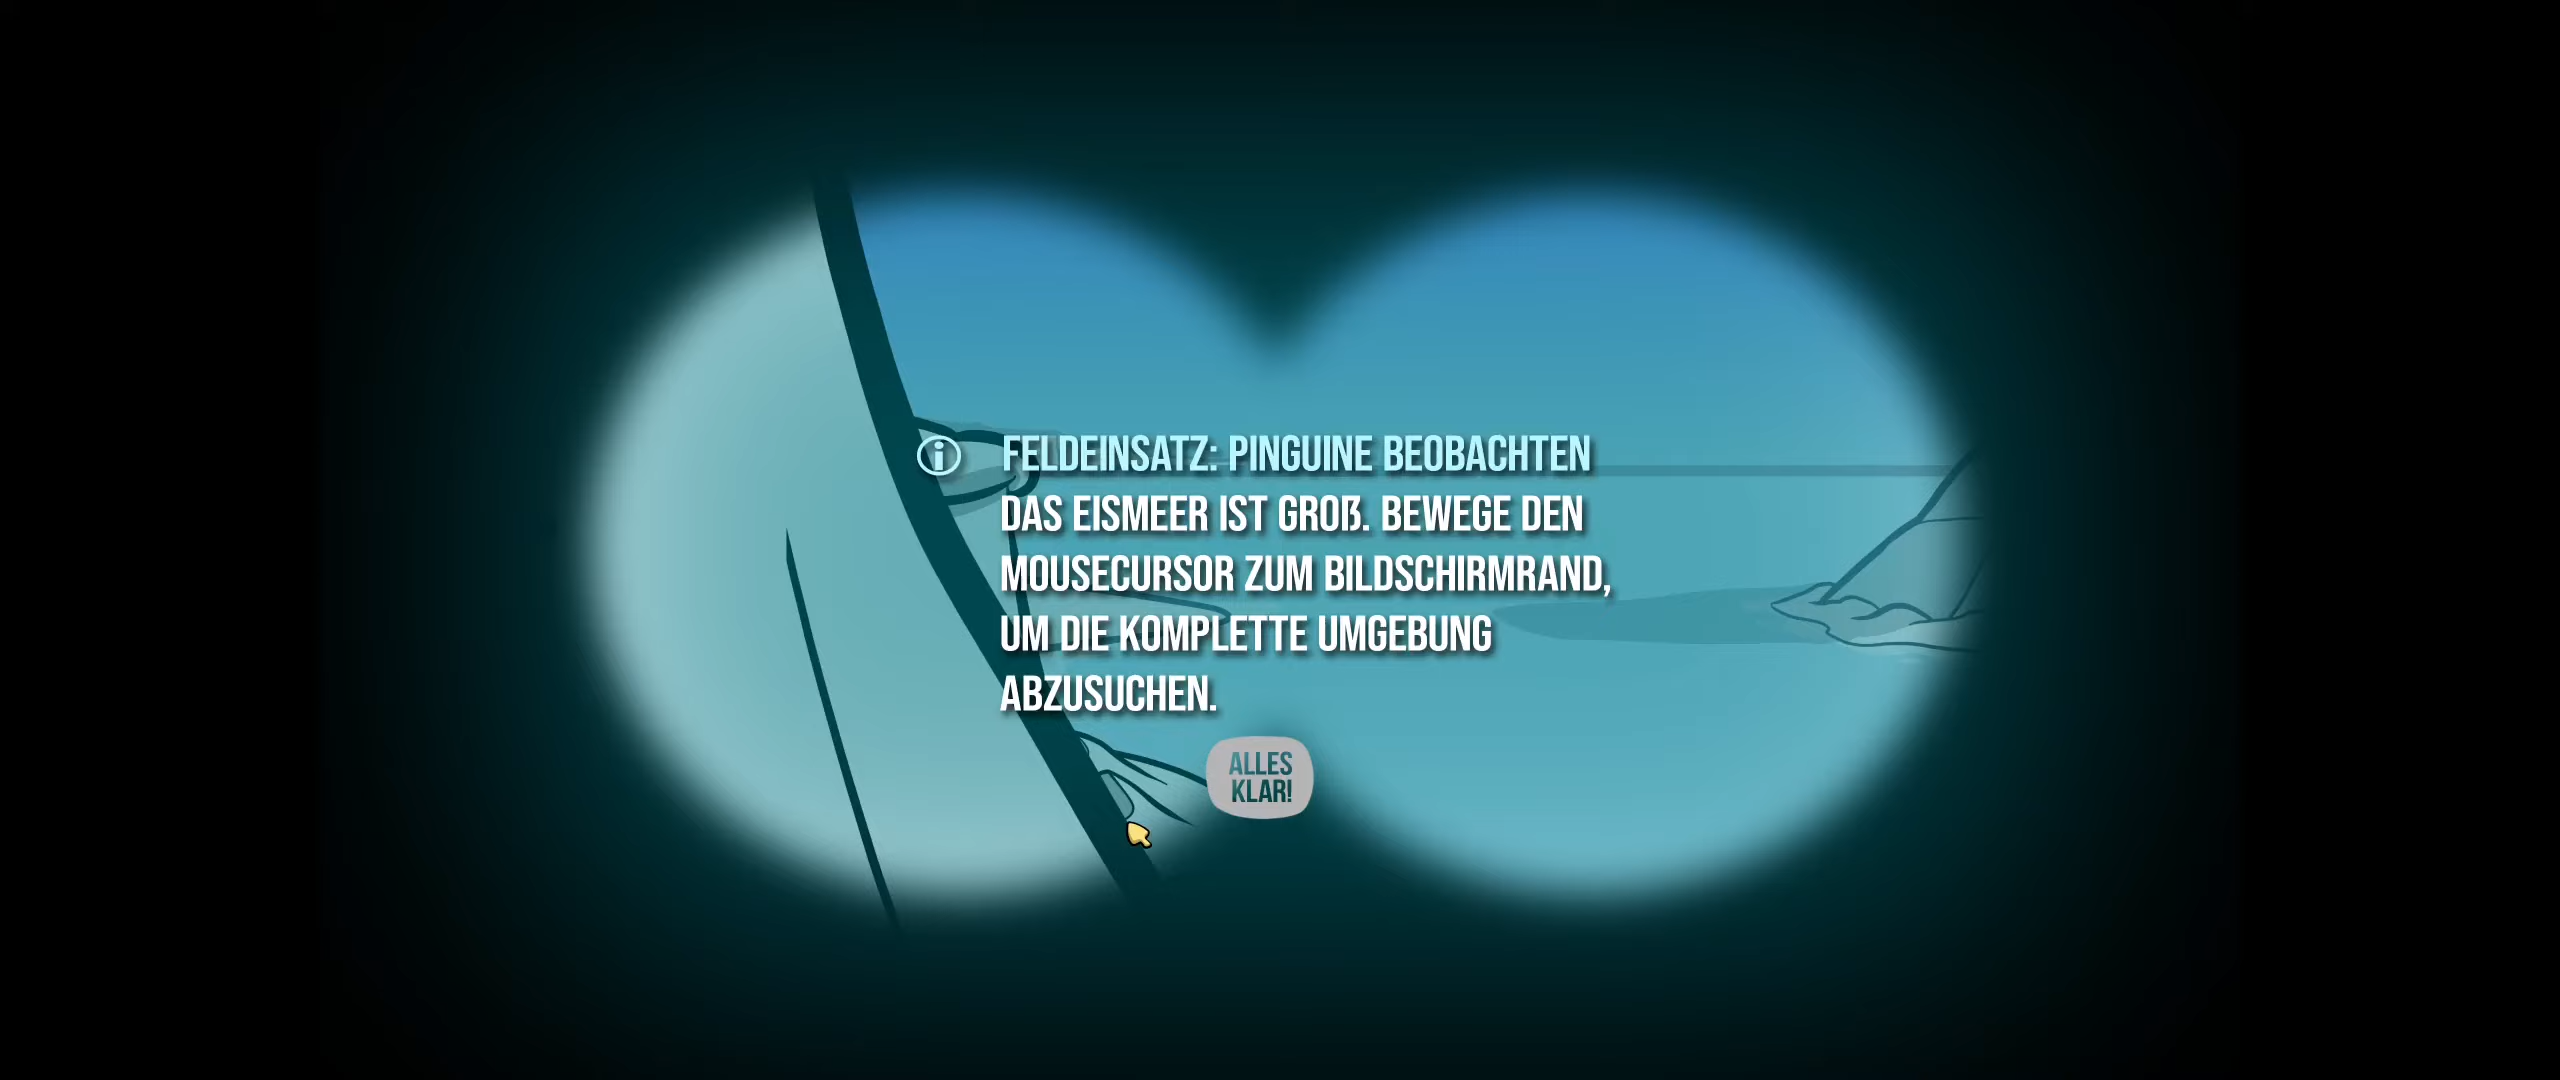 FELDEINSATZ: PINGUINE BEOBACHTEN
DAS EISMEER IST GROß. BEWEGE DEN
MOUSECURSOR ZUM BILDSCHIRMRAND,
UM DIE KOMPLETTE UMGEBUNG
ABZUSUCHEN.
ALLES
KLAR!